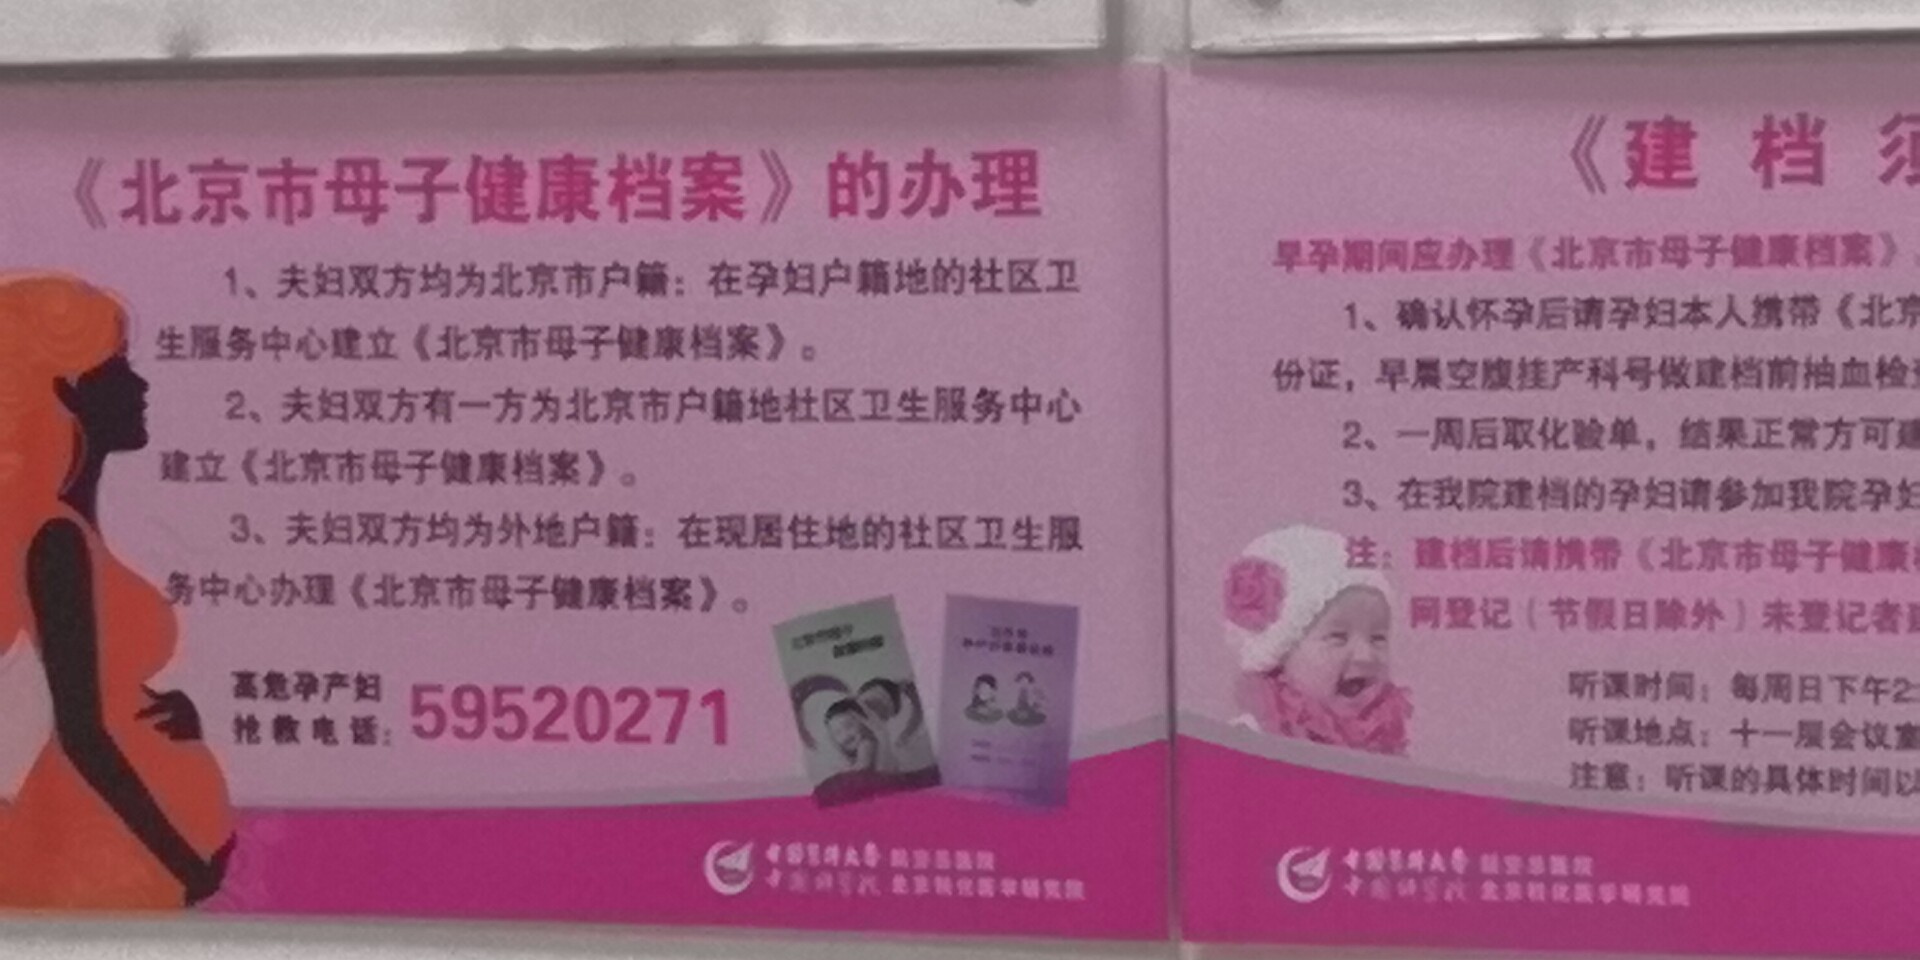 《北京市母子健康档案》的办理
1、夫妇双方均为北京市户籍：在孕妇户籍地的社区卫
生服务中心建立《北京市母子健康档案》。
2、夫妇双方有一方为北京市户籍地社区卫生服务中心
建立《北京市母子健康档案》。
3、夫妇双方均为外地户籍：在现居住地的社区卫生服
务中心办理《北京市母子健康档案》。
高危孕产妇
抢救电话：
59520271
《建 档 须
早孕期间应办理《北京市母子健康档案》
1、确认怀孕后请孕妇本人携带《北京
份证，早晨空腹挂产科号做建档前抽血检查
2、一周后取化验单，结果正常方可建
3、在我院建档的孕妇请参加我院孕妇
注：建档后请携带《北京市母子健康档
网登记（节假日除外）未登记者建
听课时间：每周日下午2:
听课地点：十一层会议室
注意：听课的具体时间以